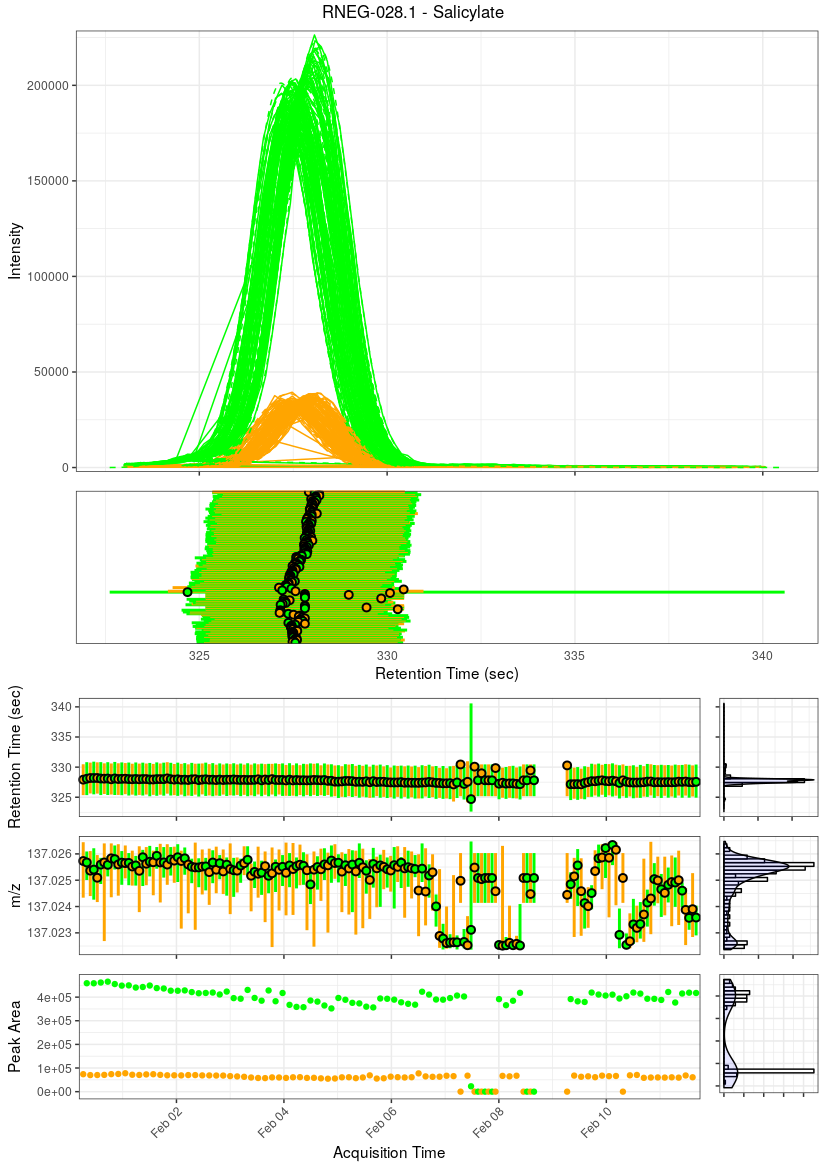 RNEG-028.1 - Salicylate
200000
150000
100000
50000
0
Intensity
325
330
335
340
Retention Time (sec)
340
335
330
325
Retention Time (sec)
137.026
137.025
137.024
137.023
m/z
4e+05
3e+05
2e+05
1e+05
0e+00
Peak Area
Feb 02
Feb 04
Feb 06
Feb 08
Feb 10
Acquisition Time